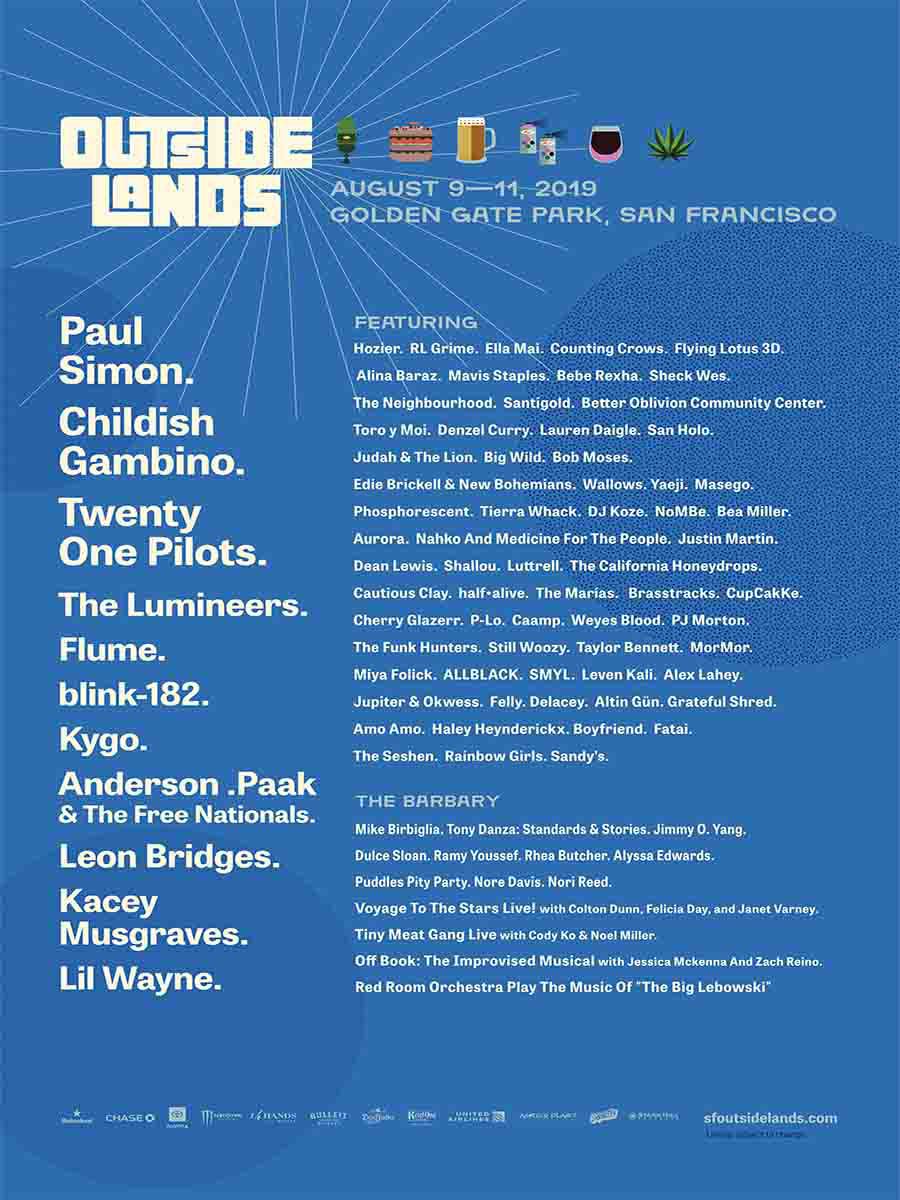 OUTSIDE
LANDS
AUGUST 9—11, 2019
GOLDEN GATE PARK, SAN FRANCISCO
Paul
Simon.
Childish
Gambino.
Twenty
One Pilots.
The Lumineers.
Flume.
blink-182.
Kygo.
Anderson .Paak
& The Free Nationals.
Leon Bridges.
Kacey
Musgraves.
Lil Wayne.
FEATURING
Hozier. RL Grime. Ella Mai. Counting Crows. Flying Lotus 3D.
Alina Baraz. Mavis Staples. Bebe Rexha. Sheck Wes.
The Neighbourhood. Santigold. Better Oblivion Community Center.
Toro y Moi. Denzel Curry. Lauren Daigle. San Holo.
Judah & The Lion. Big Wild. Bob Moses.
Edie Brickell & New Bohemians. Wallows. Yaeji. Masego.
Phosphorescent. Tierra Whack. DJ Koze. NoMBe. Bea Miller.
Aurora. Nahko And Medicine For The People. Justin Martin.
Dean Lewis. Shallou. Luttrell. The California Honeydrops.
Cautious Clay. half•alive. The Marías. Brasstracks. CupCakKe.
Cherry Glazerr. P-Lo. Caamp. Weyes Blood. PJ Morton.
The Funk Hunters. Still Woozy. Taylor Bennett. MorMor.
Miya Folick. ALLBLACK. SMYL. Leven Kali. Alex Lahey.
Jupiter & Okwess. Felly. Delacey. Altin Gün. Grateful Shred.
Amo Amo. Haley Heynderickx. Boyfriend. Fatai.
The Seshen. Rainbow Girls. Sandy's.
THE BARBARY
Mike Birbiglia. Tony Danza: Standards & Stories. Jimmy O. Yang.
Dulce Sloan. Ramy Youssef. Rhea Butcher. Alyssa Edwards.
Puddles Pity Party. Nore Davis. Nori Reed.
Voyage To The Stars Live! with Colton Dunn, Felicia Day, and Janet Varney.
Tiny Meat Gang Live with Cody Ko & Noel Miller.
Off Book: The Improvised Musical with Jessica Mckenna And Zach Reino.
Red Room Orchestra Play The Music Of "The Big Lebowski"
Heineken CHASE 14 HANDS BULLEIT UNITED AIRLINES
sfoutsidelands.com
Lineup subject to change.